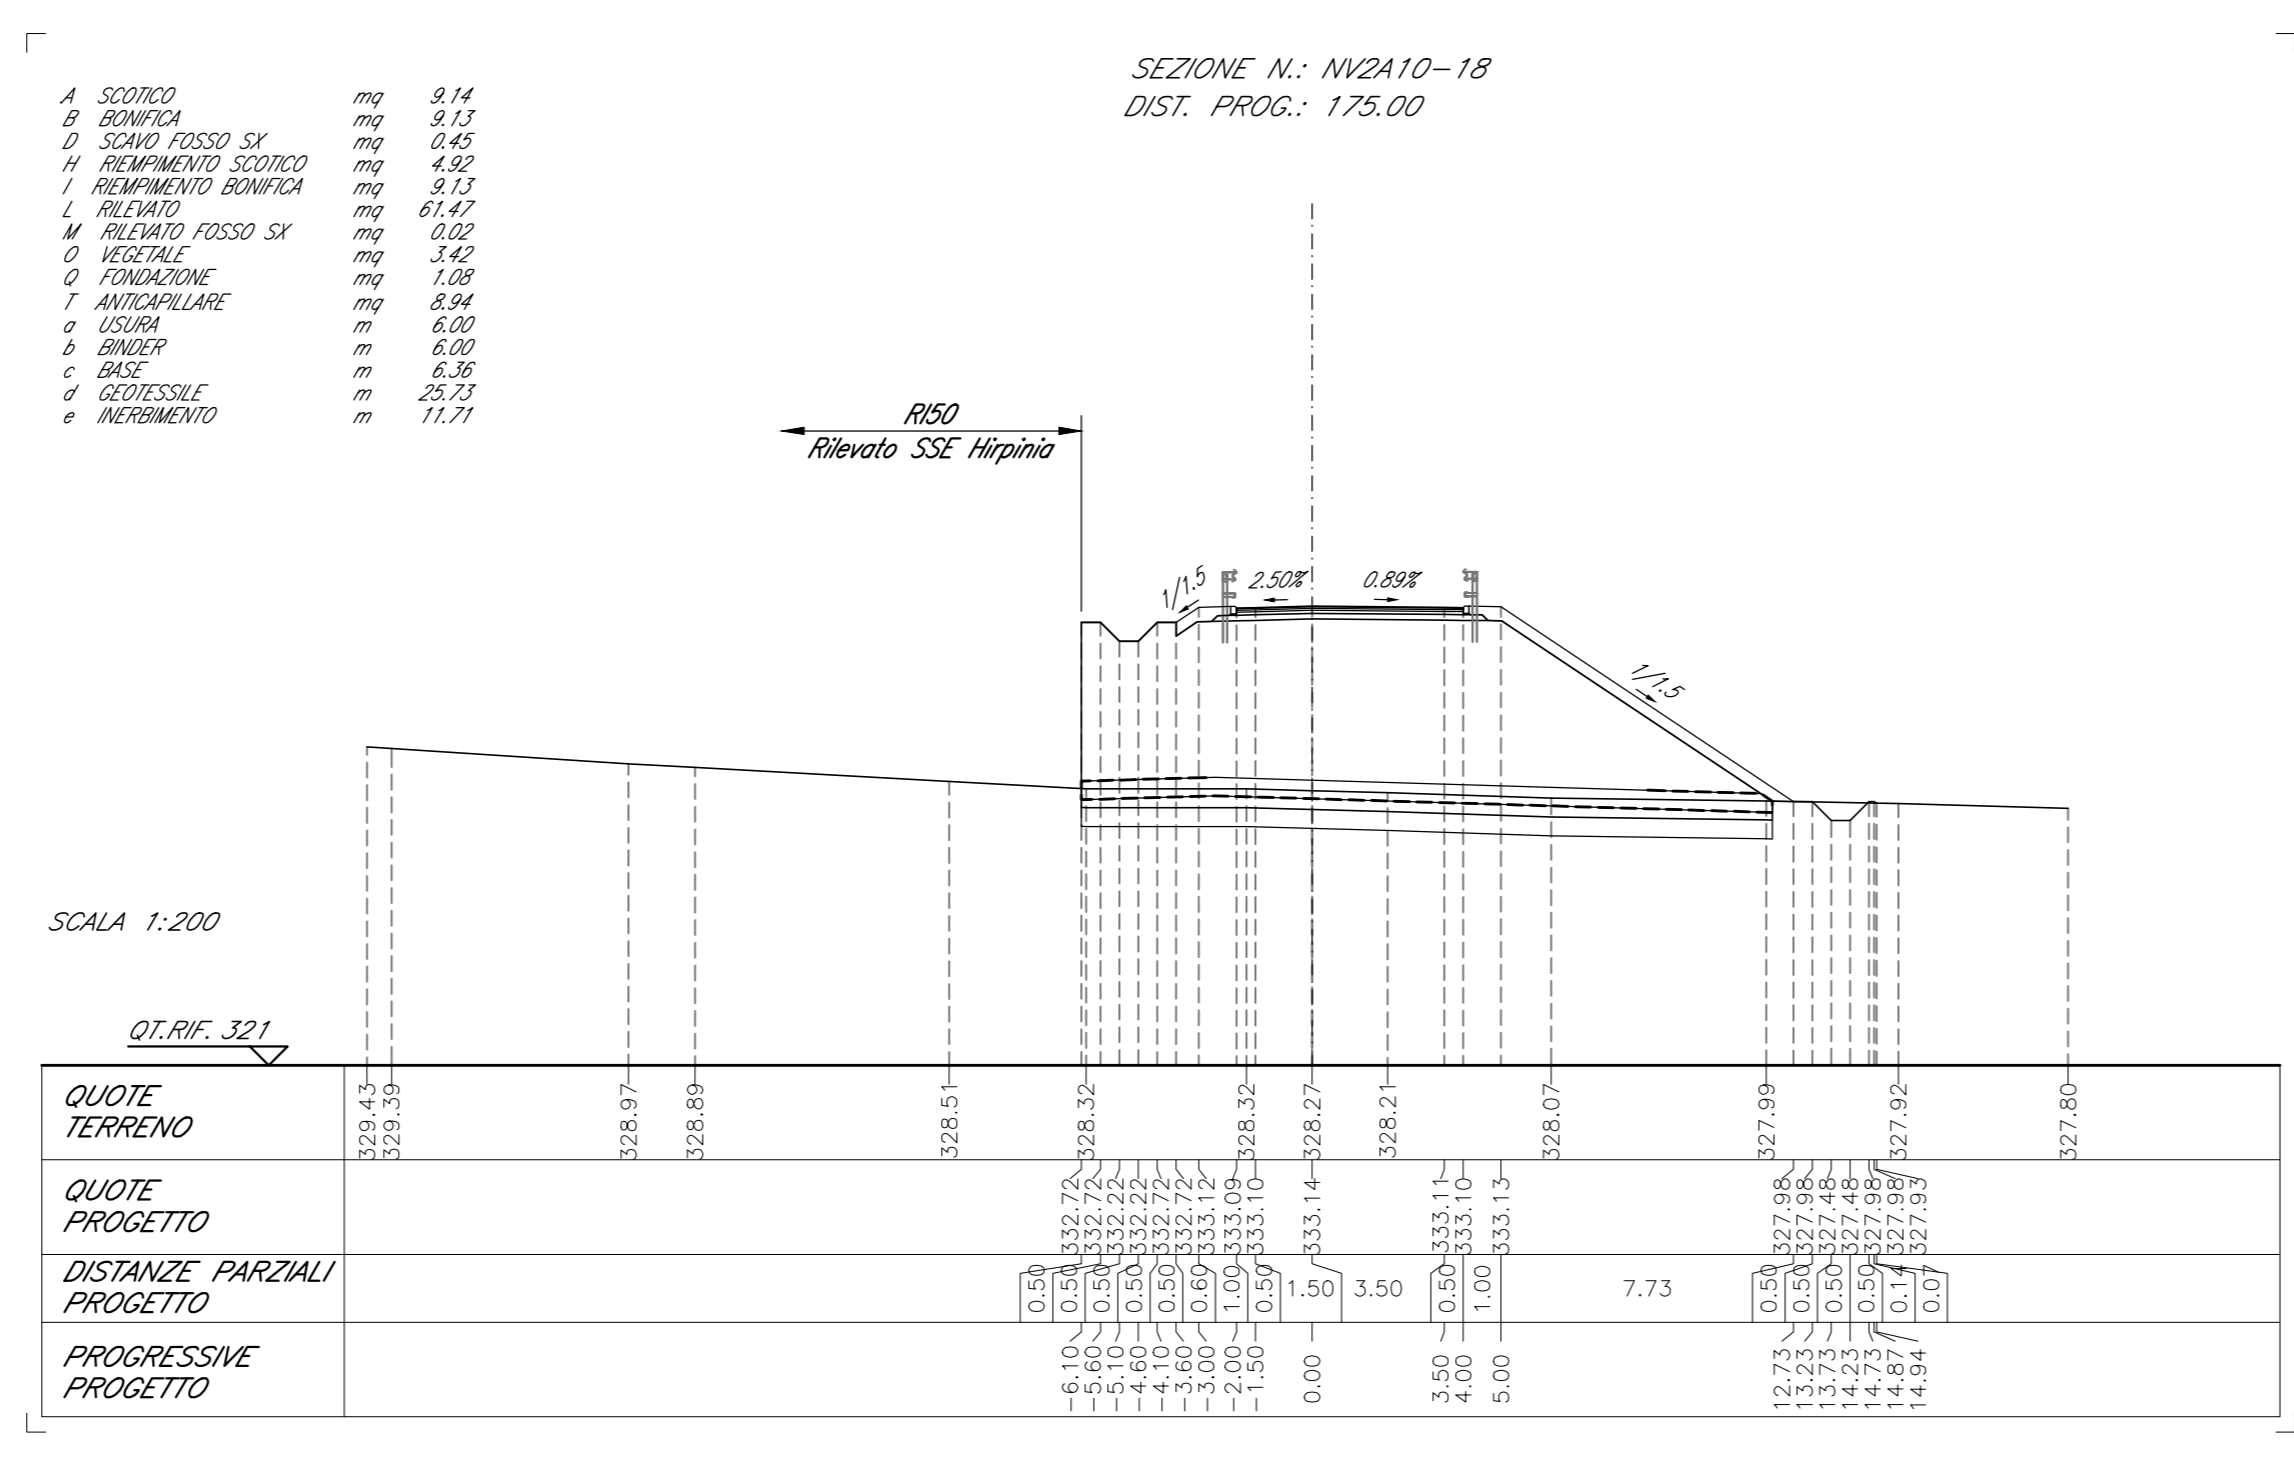 SEZIONE N.: NV2A10-18
DIST. PROG.: 175.00
A SCOTICO mq 9.14
B BONIFICA mq 9.13
D SCAVO FOSSO SX mq 0.45
H RIEMPIMENTO SCOTICO mq 4.92
I RIEMPIMENTO BONIFICA mq 9.13
L RILEVATO mq 61.47
M RILEVATO FOSSO SX mq 0.02
O VEGETALE mq 3.42
Q FONDAZIONE mq 1.08
T ANTICAPILLARE mq 8.94
a USURA m 6.00
b BINDER m 6.00
c BASE m 6.36
d GEOTESSILE m 25.73
e INERBIMENTO m 11.71
RI50
Rilevato SSE Hirpinia
1/1.5
2.50%
0.89%
1/1.5
SCALA 1:200
QT.RIF. 321
QUOTE
TERRENO
329.43
329.39
328.97
328.89
328.51
328.32
328.32
328.27
328.21
328.07
327.99
327.92
327.80
QUOTE
PROGETTO
332.72
332.72
332.22
332.22
332.72
332.72
333.12
333.09
333.10
333.14
333.11
333.10
333.13
327.98
327.98
327.48
327.48
327.98
327.98
327.93
DISTANZE PARZIALI
PROGETTO
0.50
0.50
0.50
0.50
0.50
0.60
1.00
0.50
1.50
3.50
0.50
1.00
7.73
0.50
0.50
0.50
0.50
0.14
0.07
PROGRESSIVE
PROGETTO
-6.10
-5.60
-5.10
-4.60
-4.10
-3.60
-3.00
-2.00
-1.50
0.00
3.50
4.00
5.00
12.73
13.23
13.73
14.23
14.73
14.87
14.94